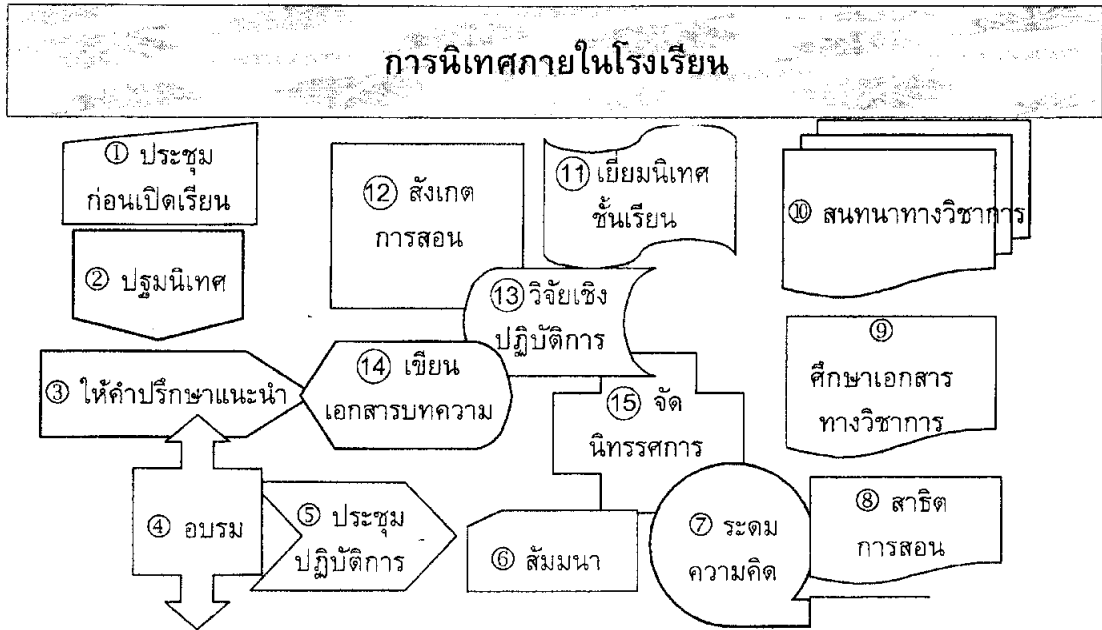 การนิเทศภายในโรงเรียน
① ประชุม
ก่อนเปิดเรียน
② ปฐมนิเทศ
③ ให้คำปรึกษาแนะนำ
④ อบรม
⑤ ประชุม
ปฏิบัติการ
⑥ สัมมนา
⑦ ระดม
ความคิด
⑧ สาธิต
การสอน
⑨
ศึกษาเอกสาร
ทางวิชาการ
⑩ สนทนาทางวิชาการ
⑪ เยี่ยมนิเทศ
ชั้นเรียน
⑫ สังเกต
การสอน
⑬ วิจัยเชิง
ปฏิบัติการ
⑭ เขียน
เอกสารบทความ
⑮ จัด
นิทรรศการ